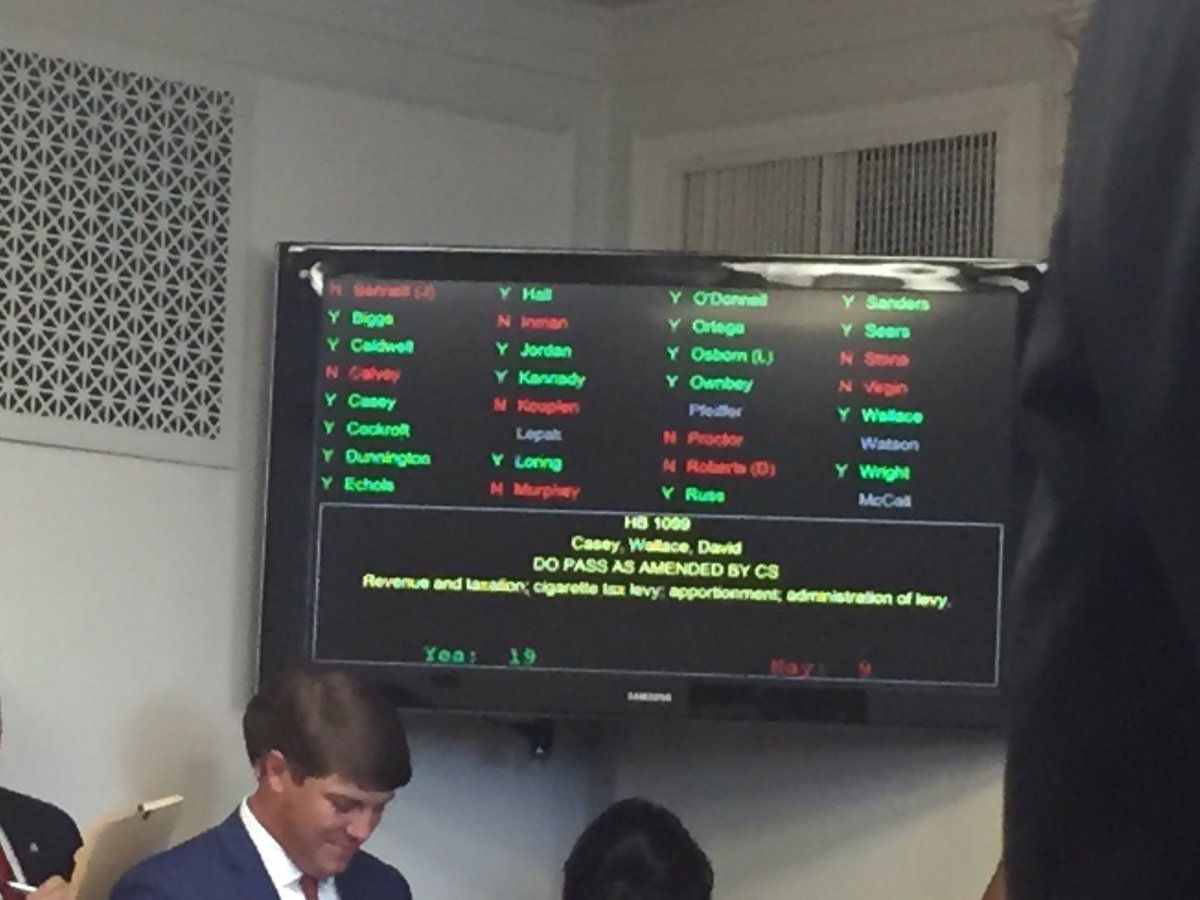 N Bennett (J) Y Hall Y O'Donnell Y Sanders
Y Biggs N Inman Y Ortega Y Sears
Y Caldwell Y Jordan Y Osborn (L) N Stone
N Calvey Y Kannady Y Ownbey N Virgin
Y Casey N Kouplen Pfeiffer Y Wallace
Y Cockroft Lepak N Proctor Watson
Y Dunnington Y Loring N Roberts (D) Y Wright
Y Echols N Murphey Y Russ McCall
HB 1099
Casey, Wallace, David
DO PASS AS AMENDED BY CS
Revenue and taxation; cigarette tax levy; apportionment; administration of levy.
Yea: 19 Nay: 9
SAMSUNG